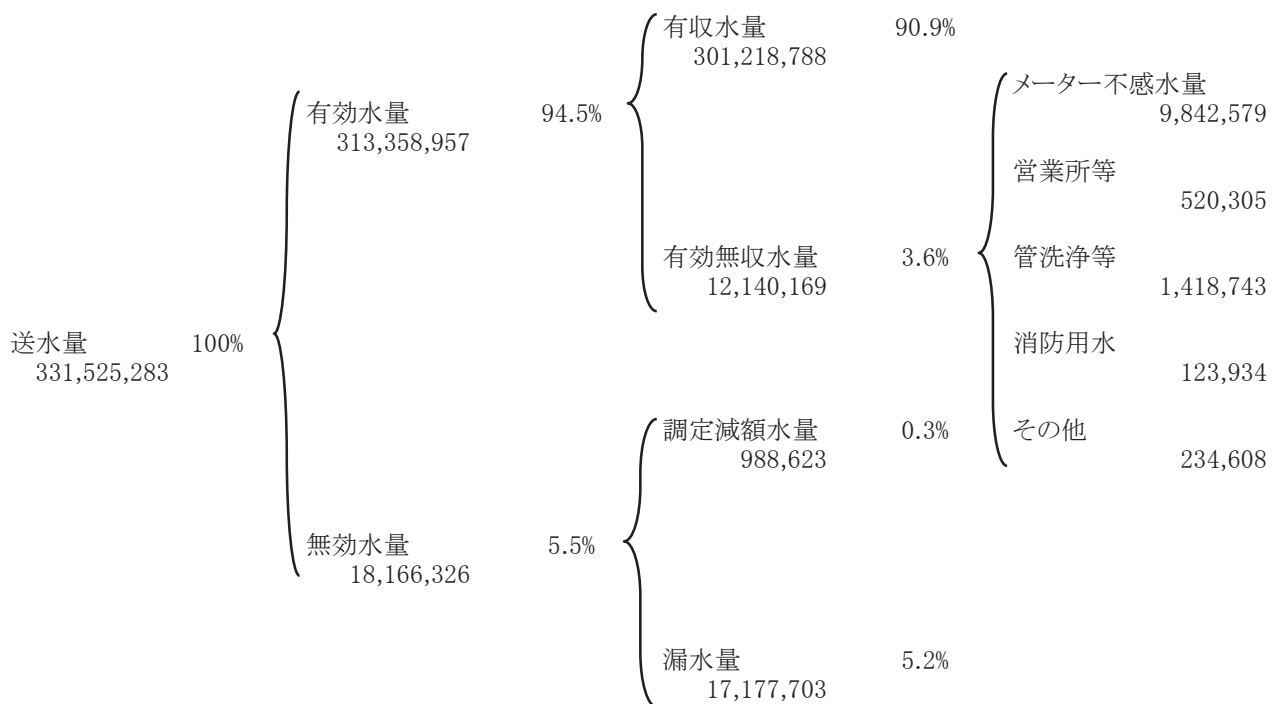 送水量 100%
331,525,283
有効水量 94.5%
313,358,957
無効水量 5.5%
18,166,326
有収水量 90.9%
301,218,788
有効無収水量 3.6%
12,140,169
調定減額水量 0.3%
988,623
漏水量 5.2%
17,177,703
メーター不感水量
9,842,579
営業所等
520,305
管洗浄等
1,418,743
消防用水
123,934
その他
234,608